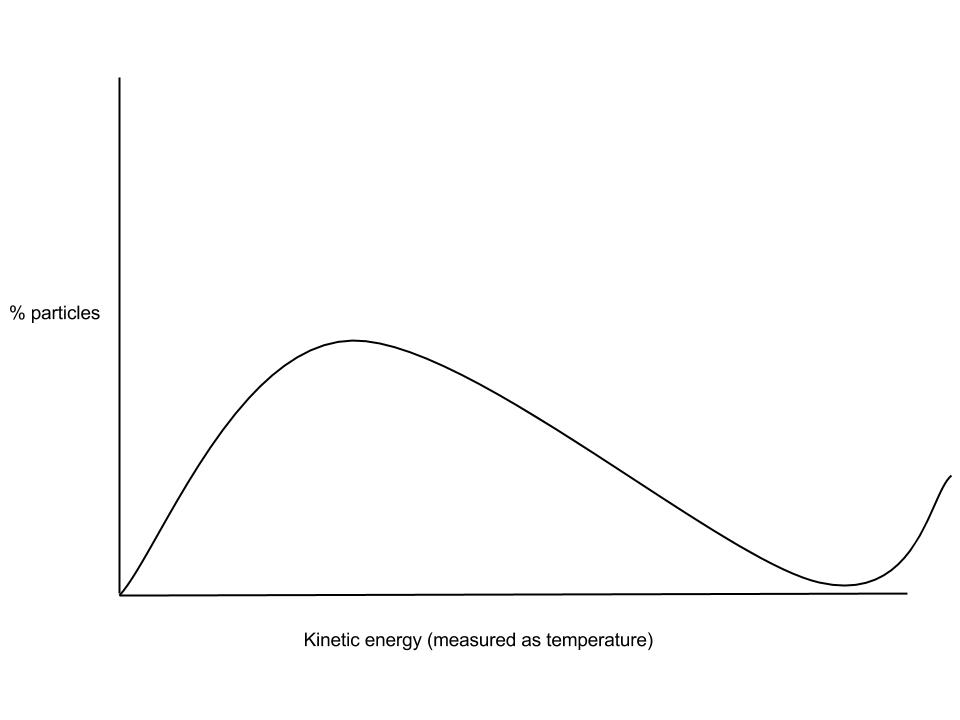 % particles
Kinetic energy (measured as temperature)